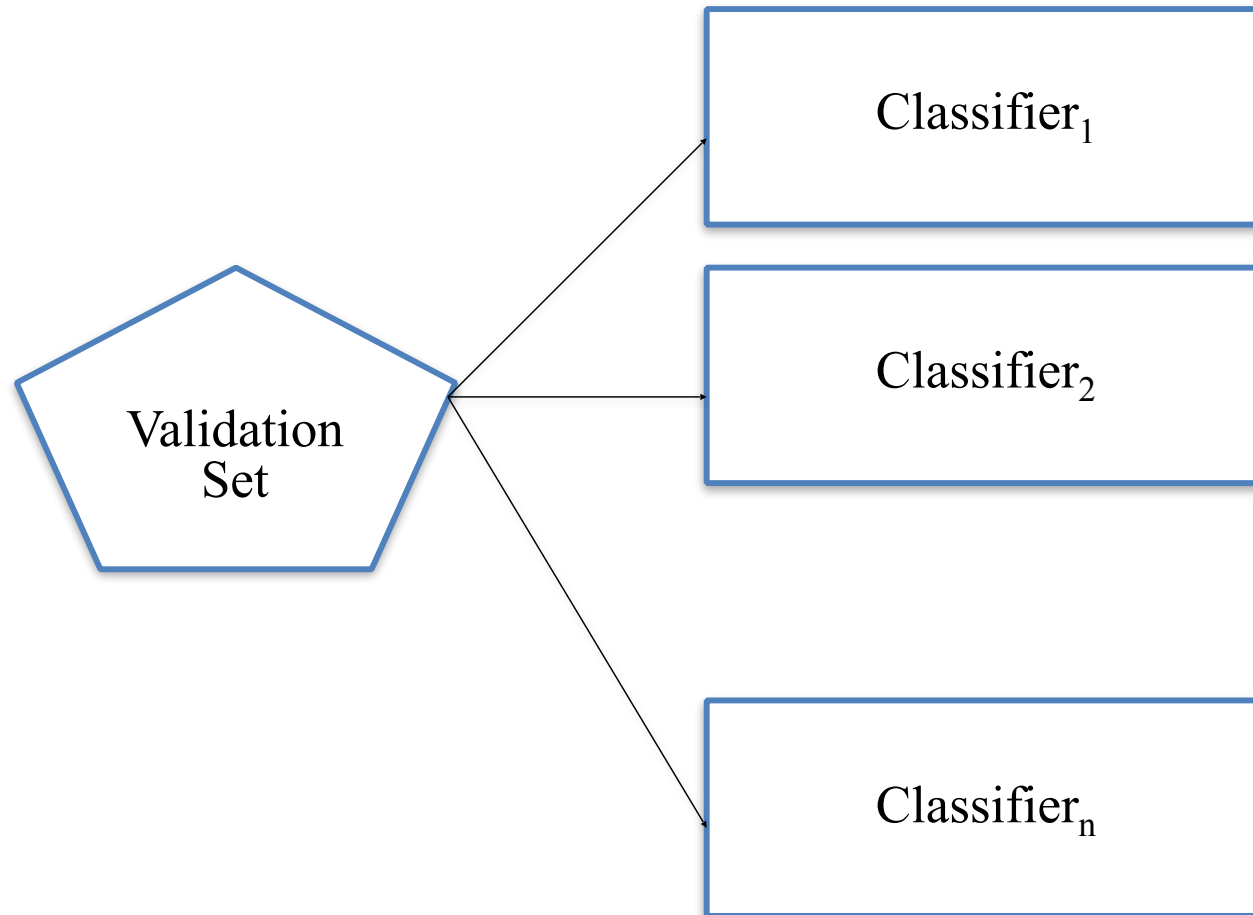 Classifier₁
Classifier₂
Validation
Set
Classifierₙ